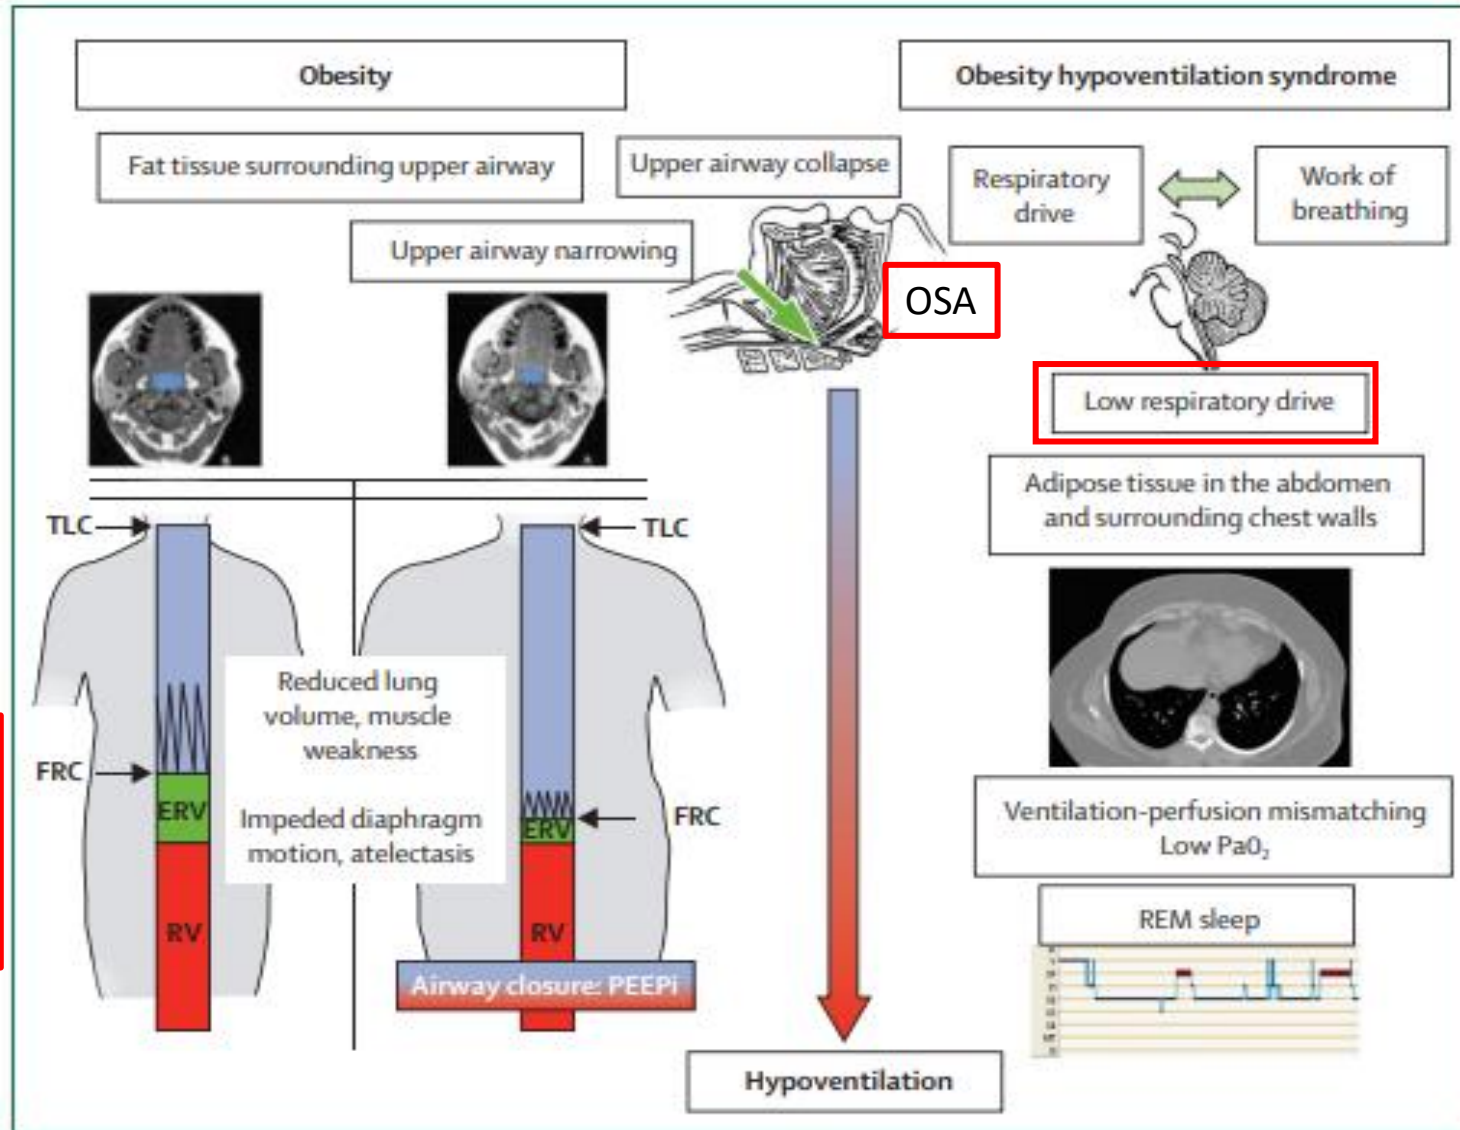 Obesity
Obesity hypoventilation syndrome
Fat tissue surrounding upper airway
Upper airway collapse
Respiratory
drive
Work of
breathing
Upper airway narrowing
OSA
Low respiratory drive
Adipose tissue in the abdomen
and surrounding chest walls
TLC
TLC
Reduced lung
volume, muscle
weakness
FRC
ERV
Impeded diaphragm
motion, atelectasis
ERV
FRC
Ventilation-perfusion mismatching
Low Pa0₂
REM sleep
RV
RV
Airway closure: PEEPi
Hypoventilation